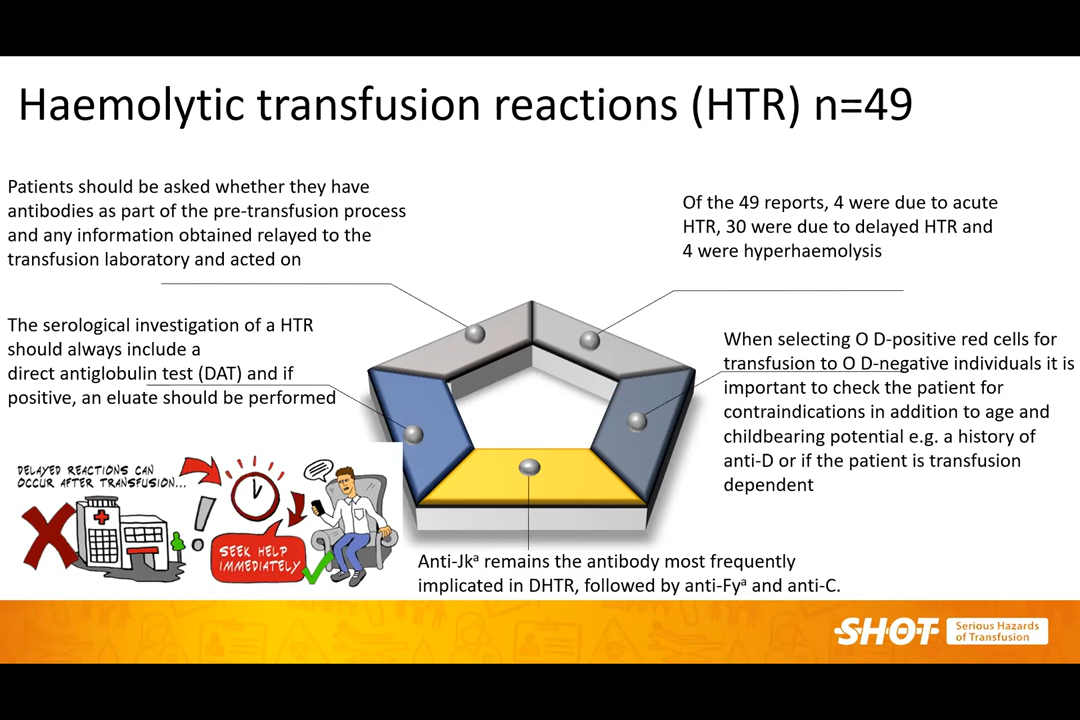 Haemolytic transfusion reactions (HTR) n=49
Patients should be asked whether they have
antibodies as part of the pre-transfusion process
and any information obtained relayed to the
transfusion laboratory and acted on
Of the 49 reports, 4 were due to acute
HTR, 30 were due to delayed HTR and
4 were hyperhaemolysis
The serological investigation of a HTR
should always include a
direct antiglobulin test (DAT) and if
positive, an eluate should be performed
When selecting O D-positive red cells for
transfusion to O D-negative individuals it is
important to check the patient for
contraindications in addition to age and
childbearing potential e.g. a history of
anti-D or if the patient is transfusion
dependent
DELAYED REACTIONS CAN
OCCUR AFTER TRANSFUSION...
SEEK HELP
IMMEDIATELY
Anti-Jkᵃ remains the antibody most frequently
implicated in DHTR, followed by anti-Fyᵃ and anti-C.
SHOT
Serious Hazards
of Transfusion